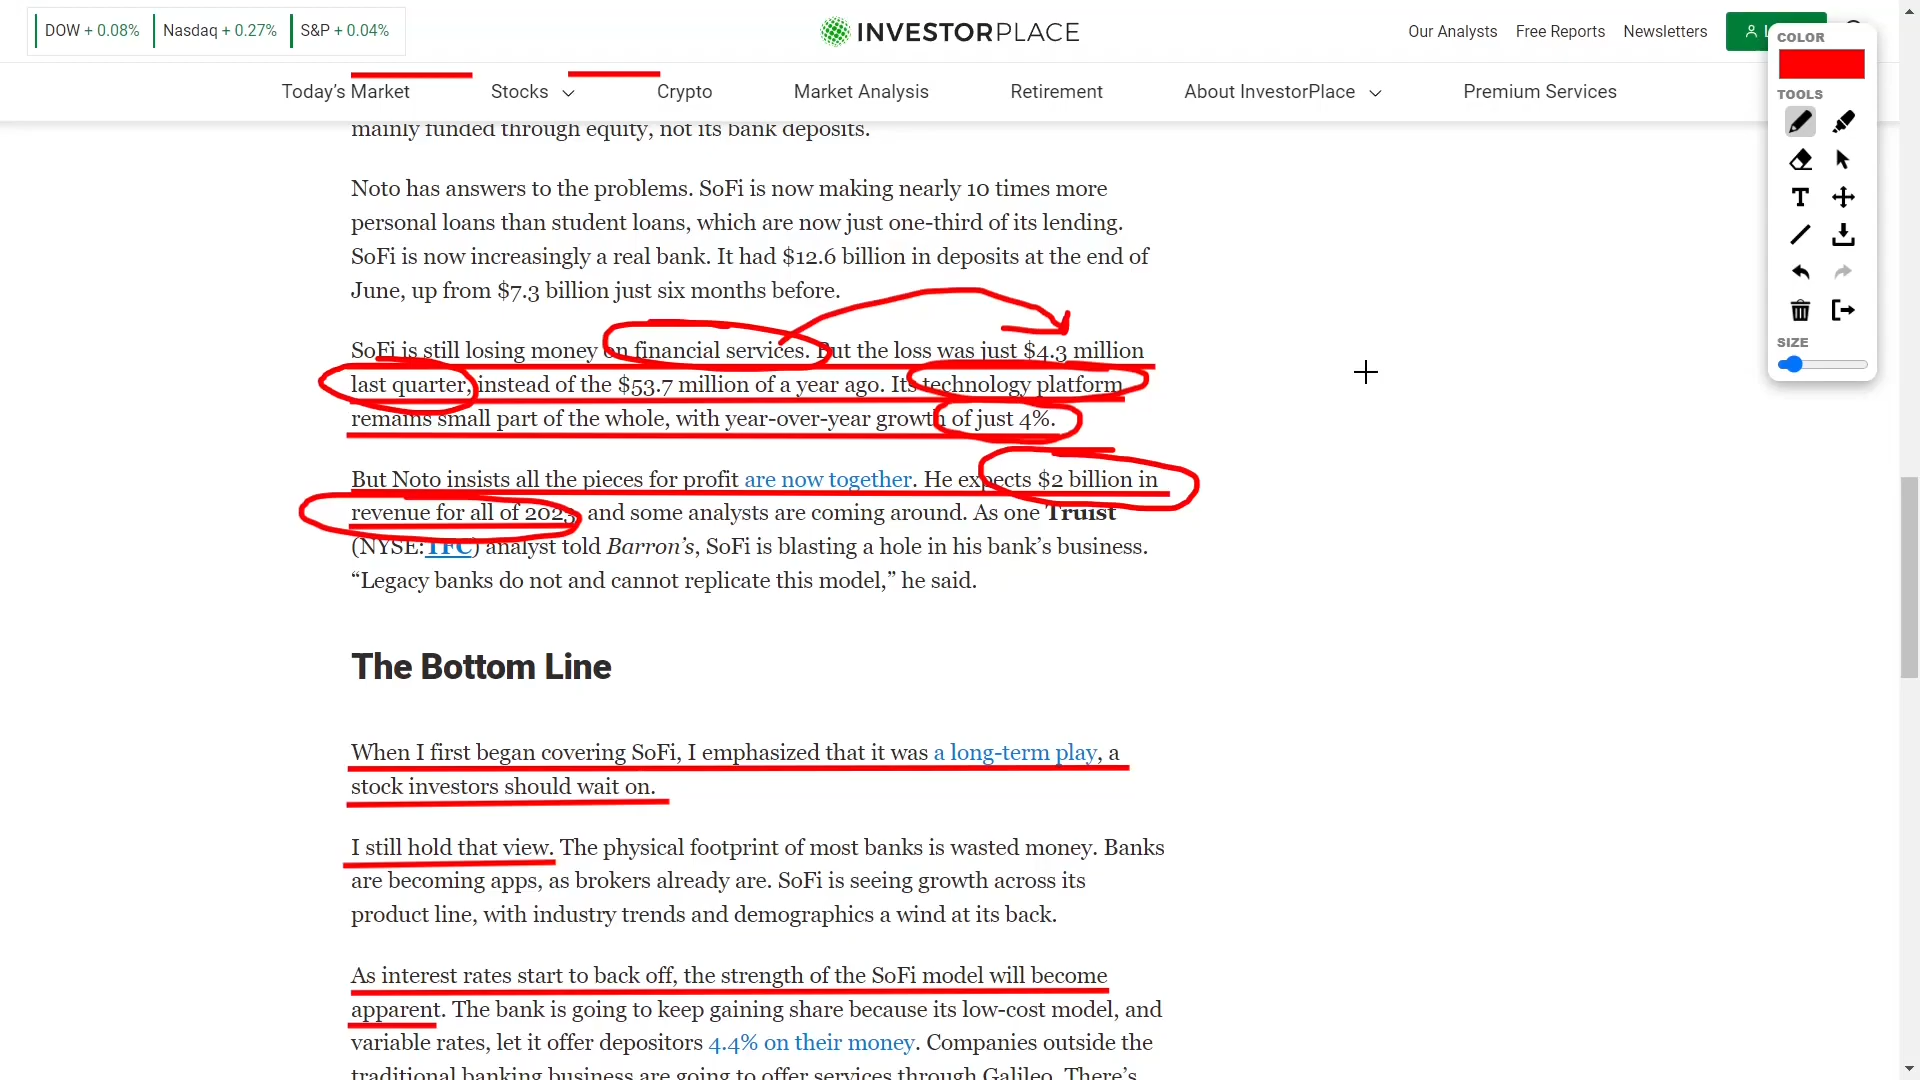 DOW + 0.08% Nasdaq + 0.27% S&P + 0.04%
INVESTORPLACE
Our Analysts Free Reports Newsletters
Today’s Market Stocks Crypto Market Analysis Retirement About InvestorPlace Premium Services
COLOR
TOOLS
T
SIZE
mainly funded through equity, not its bank deposits.
Noto has answers to the problems. SoFi is now making nearly 10 times more
personal loans than student loans, which are now just one-third of its lending.
SoFi is now increasingly a real bank. It had $12.6 billion in deposits at the end of
June, up from $7.3 billion just six months before.
SoFi is still losing money on financial services. But the loss was just $4.3 million
last quarter, instead of the $53.7 million of a year ago. Its technology platform
remains small part of the whole, with year-over-year growth of just 4%.
But Noto insists all the pieces for profit are now together. He expects $2 billion in
revenue for all of 2023, and some analysts are coming around. As one Truist
(NYSE:TFC) analyst told Barron’s, SoFi is blasting a hole in his bank’s business.
“Legacy banks do not and cannot replicate this model,” he said.
The Bottom Line
When I first began covering SoFi, I emphasized that it was a long-term play, a
stock investors should wait on.
I still hold that view. The physical footprint of most banks is wasted money. Banks
are becoming apps, as brokers already are. SoFi is seeing growth across its
product line, with industry trends and demographics a wind at its back.
As interest rates start to back off, the strength of the SoFi model will become
apparent. The bank is going to keep gaining share because its low-cost model, and
variable rates, let it offer depositors 4.4% on their money. Companies outside the
traditional banking business are going to offer services through Galileo. There’s